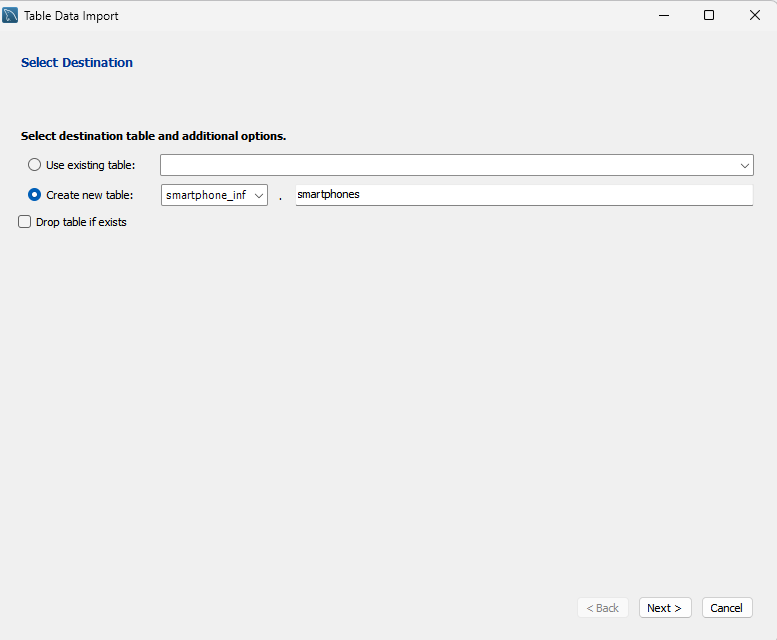 Table Data Import
Select Destination
Select destination table and additional options.
Use existing table:
Create new table: smartphone_inf . smartphones
Drop table if exists
< Back Next > Cancel